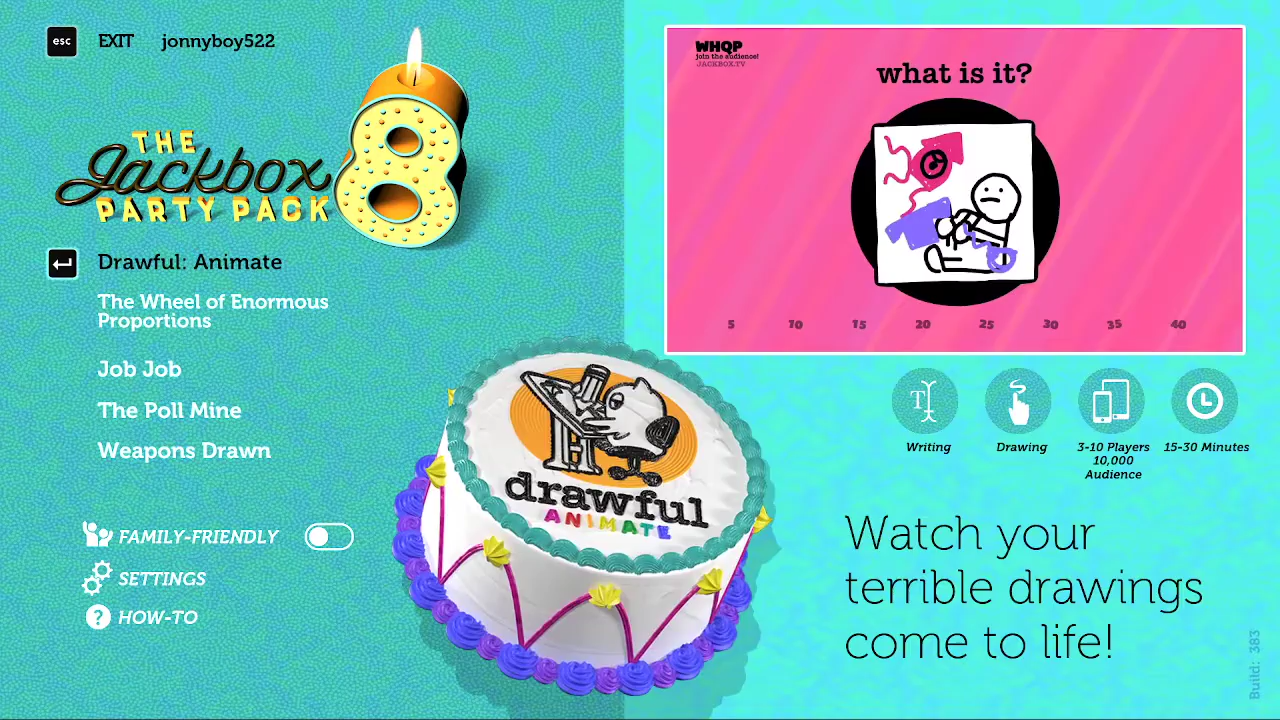 esc EXIT jonnyboy522
THE
Jackbox
PARTY PACK
8
Drawful: Animate
The Wheel of Enormous
Proportions
Job Job
The Poll Mine
Weapons Drawn
FAMILY-FRIENDLY
SETTINGS
? HOW-TO
drawful
ANIMATE
WHQP
join the audience!
JACKBOX.TV
what is it?
5 10 15 20 25 30 35 40
T
Writing
Drawing
3-10 Players
10,000
Audience
15-30 Minutes
Watch your
terrible drawings
come to life!
Build: 383